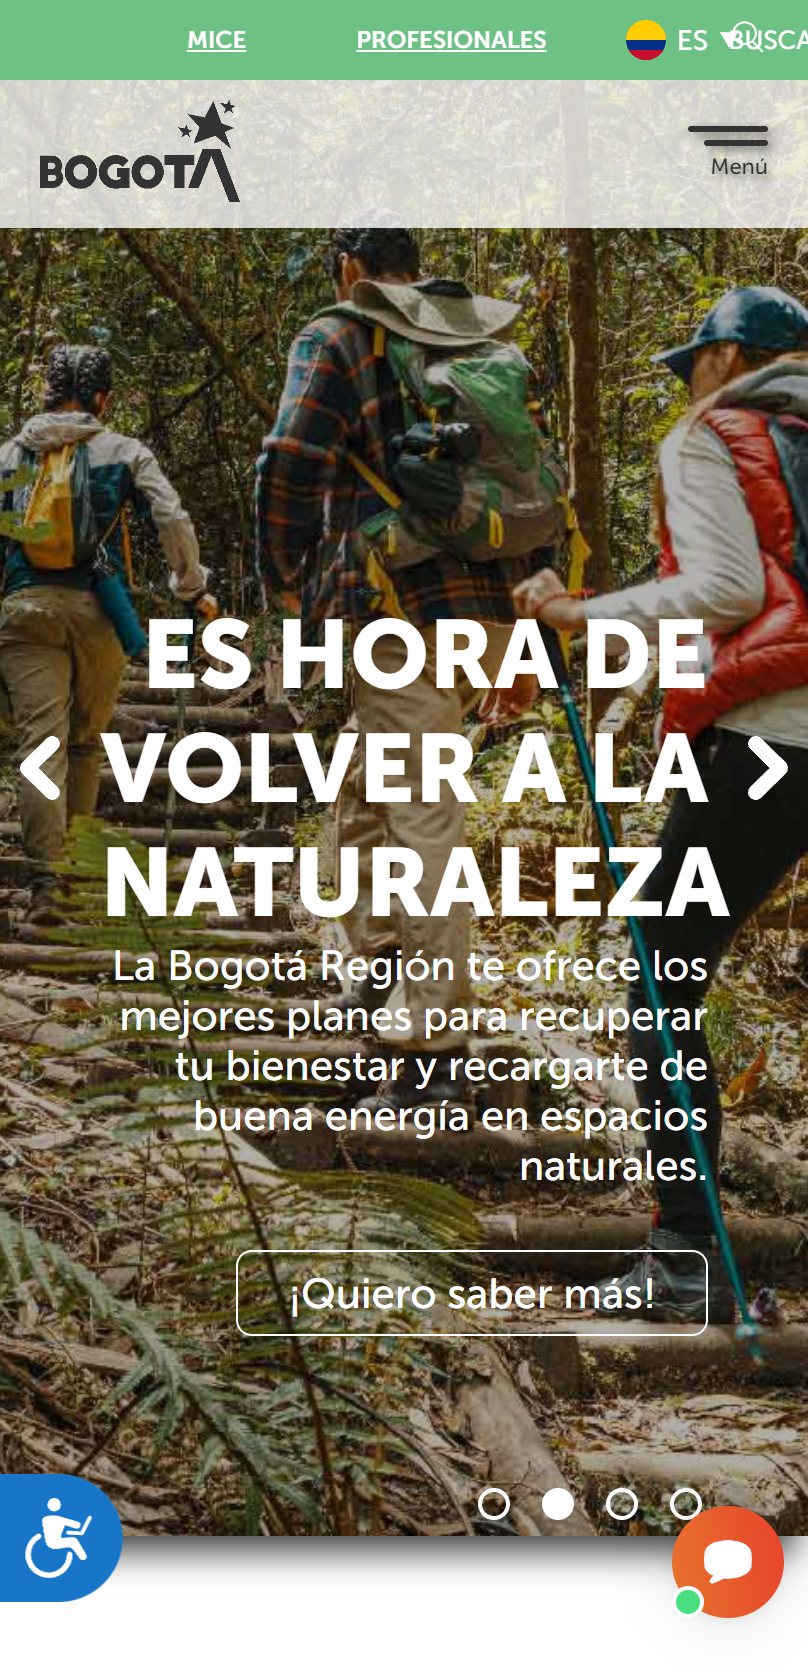 MICE
PROFESIONALES
ES
BUSCA
BOGOTA
Menú
ES HORA DE
VOLVER A LA
NATURALEZA
La Bogotá Región te ofrece los
mejores planes para recuperar
tu bienestar y recargarte de
buena energía en espacios
naturales.
¡Quiero saber más!